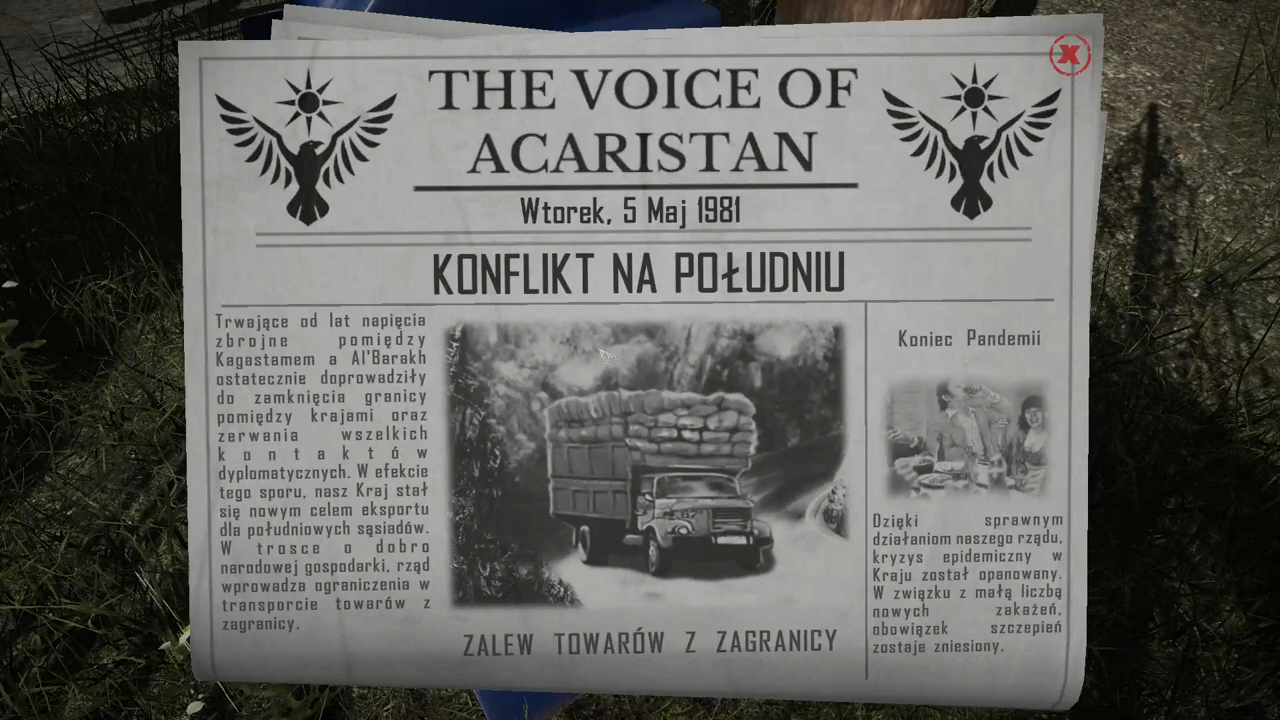 THE VOICE OF
ACARISTAN
Wtorek, 5 Maj 1981
KONFLIKT NA POŁUDNIU
Trwające od lat napięcia
zbrojne pomiędzy
Kagastamem a Al'Barakh
ostatecznie doprowadziły
do zamknięcia granicy
pomiędzy krajami oraz
zerwania wszelkich
kontaktów
dyplomatycznych. W efekcie
tego sporu, nasz Kraj stał
się nowym celem eksportu
dla południowych sąsiadów.
W trosce o dobro
narodowej gospodarki, rząd
wprowadza ograniczenia w
transporcie towarów z
zagranicy.
ZALEW TOWARÓW Z ZAGRANICY
Koniec Pandemii
Dzięki sprawnym
działaniom naszego rządu,
kryzys epidemiczny w
Kraju został opanowany.
W związku z małą liczbą
nowych zakażeń,
obowiązek szczepień
zostaje zniesiony.
X